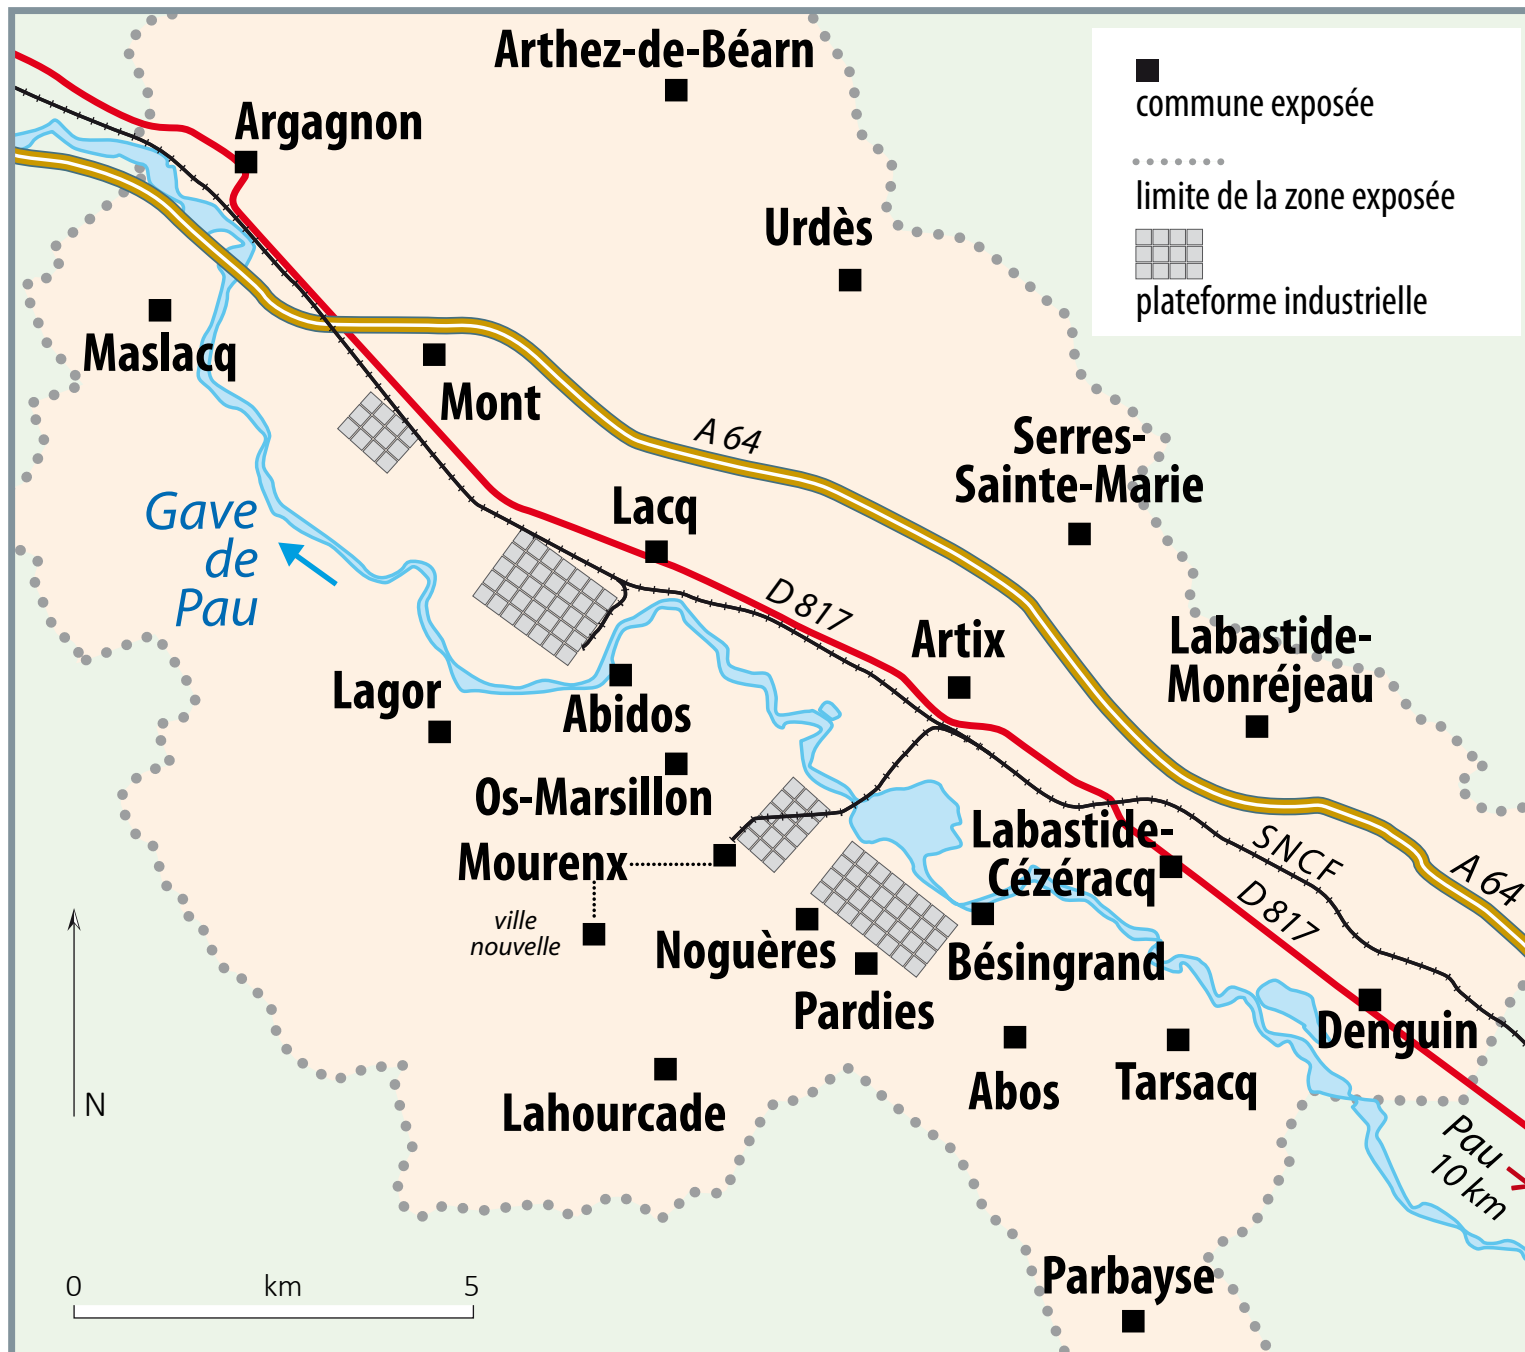 Arthez-de-Béarn
commune exposée
limite de la zone exposée
plateforme industrielle
Argagnon
Urdès
Maslacq
Mont
A 64
Serres-
Sainte-Marie
Gave
de
Pau
Lacq
D 817
Artix
Labastide-
Monréjeau
Lagor
Abidos
Os-Marsillon
Mourenx
ville
nouvelle
Labastide-
Cézéracq
SNCF
A 64
D 817
Noguères
Bésingrand
Pardies
Denguin
Abos
Tarsacq
Lahourcade
N
Pau
10 km
Parbayse
0 km 5